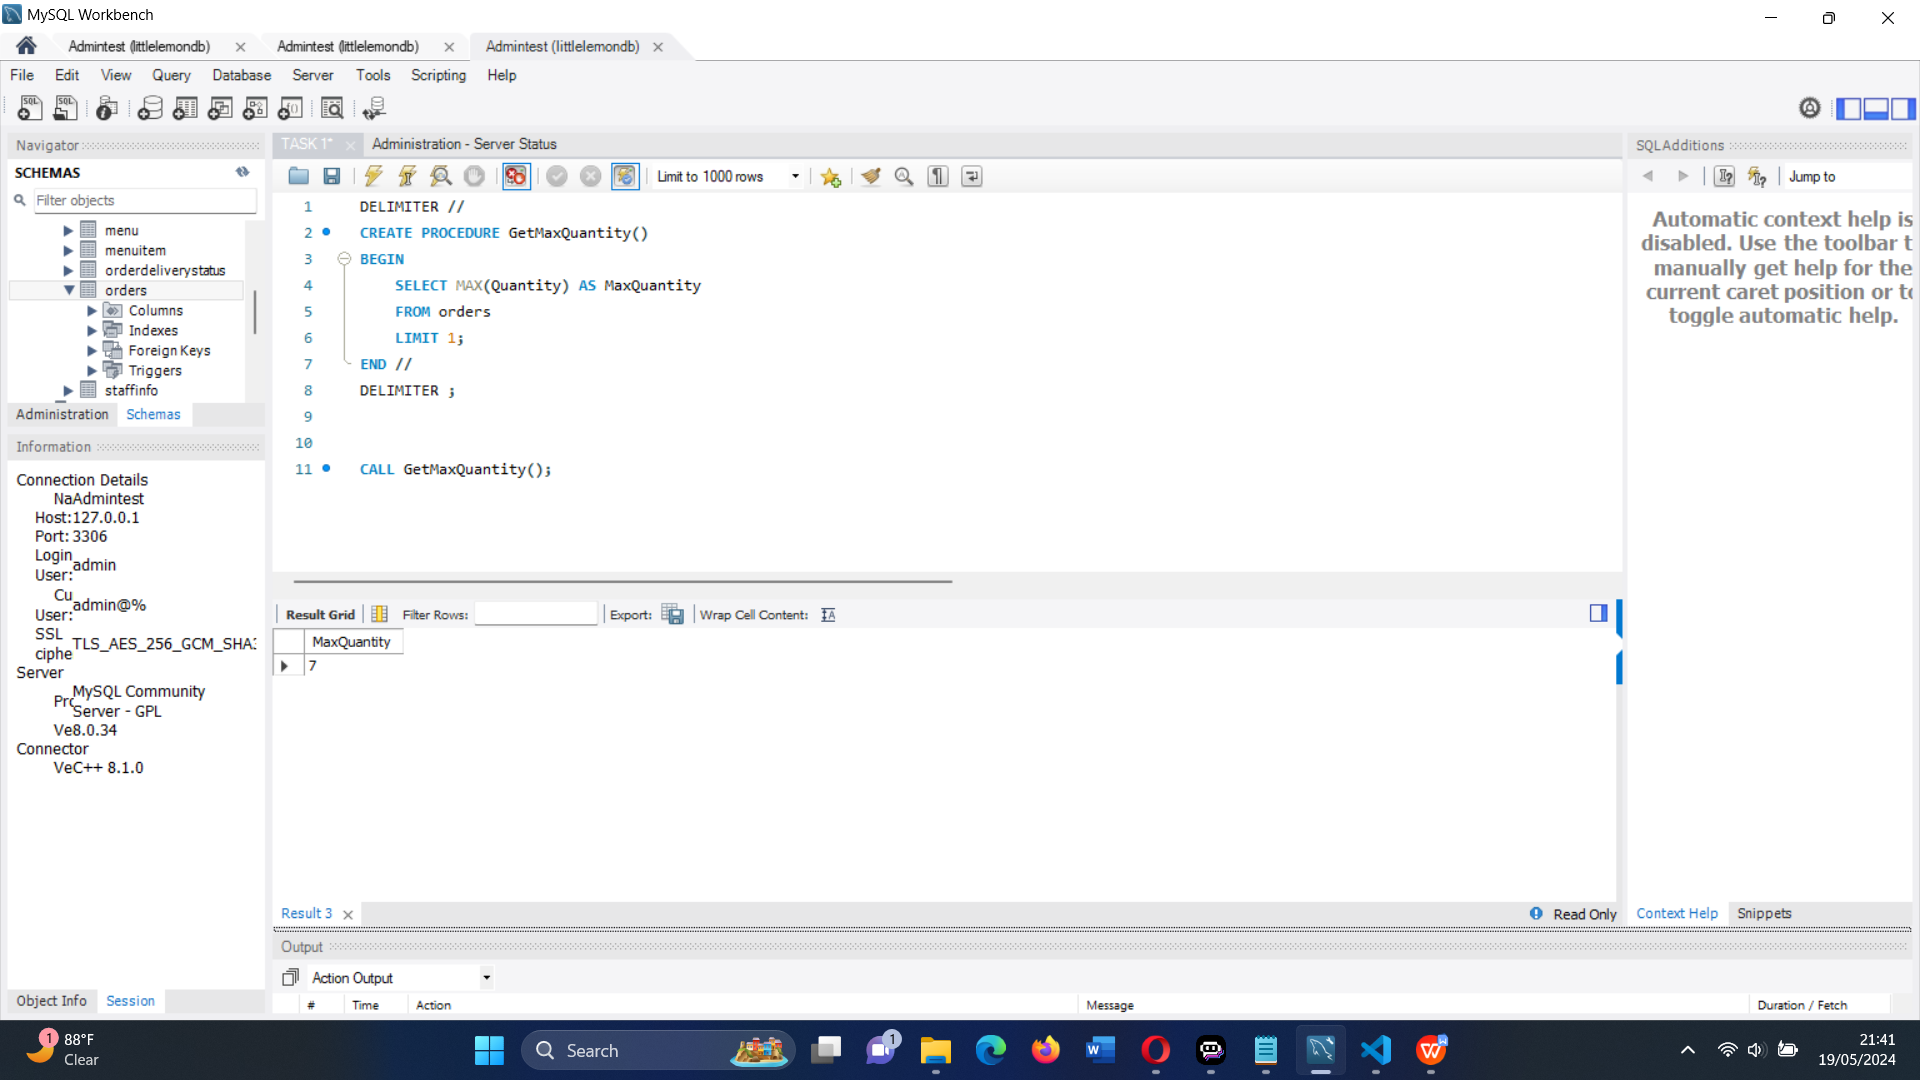 MySQL Workbench
Admintest (littlelemondb)
Admintest (littlelemondb)
Admintest (littlelemondb)
File Edit View Query Database Server Tools Scripting Help
Navigator
SCHEMAS
Filter objects
menu
menuitem
orderdeliverystatus
orders
Columns
Indexes
Foreign Keys
Triggers
staffinfo
Administration Schemas
Information
Connection Details
NaAdmintest
Host:127.0.0.1
Port: 3306
Login User: admin
Cu User: admin@%
SSL ciphe TLS_AES_256_GCM_SHA3
Server
Prc MySQL Community Server - GPL
Ve8.0.34
Connector
VeC++ 8.1.0
Object Info Session
TASK 1* Administration - Server Status
Limit to 1000 rows
1 DELIMITER //
2 CREATE PROCEDURE GetMaxQuantity()
3 BEGIN
4 SELECT MAX(Quantity) AS MaxQuantity
5 FROM orders
6 LIMIT 1;
7 END //
8 DELIMITER ;
9
10
11 CALL GetMaxQuantity();
Result Grid Filter Rows: Export: Wrap Cell Content:
MaxQuantity
7
Result 3 Read Only
Output
Action Output
# Time Action Message Duration / Fetch
SQLAdditions
Jump to
Automatic context help is
disabled. Use the toolbar t
manually get help for the
current caret position or to
toggle automatic help.
Context Help Snippets
1
88°F
Clear
Search
1
21:41
19/05/2024